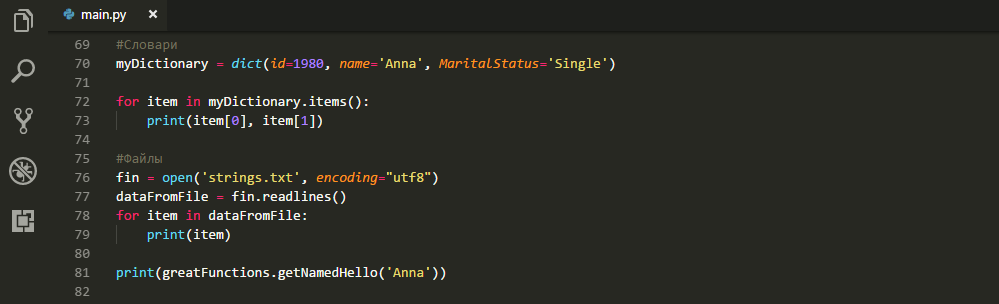 main.py ×
69 #Словари
70 myDictionary = dict(id=1980, name='Anna', MaritalStatus='Single')
71
72 for item in myDictionary.items():
73     print(item[0], item[1])
74
75 #Файлы
76 fin = open('strings.txt', encoding="utf8")
77 dataFromFile = fin.readlines()
78 for item in dataFromFile:
79     print(item)
80
81 print(greatFunctions.getNamedHello('Anna'))
82